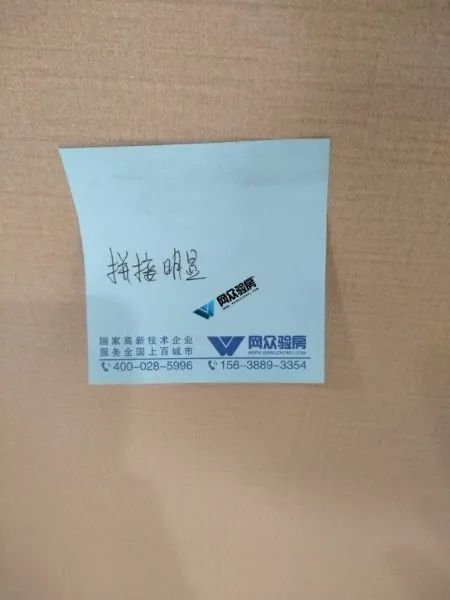 拼接明显
网众验房
国家高新技术企业
服务全国上百城市
网众验房
400-028-5996
156-3889-3354